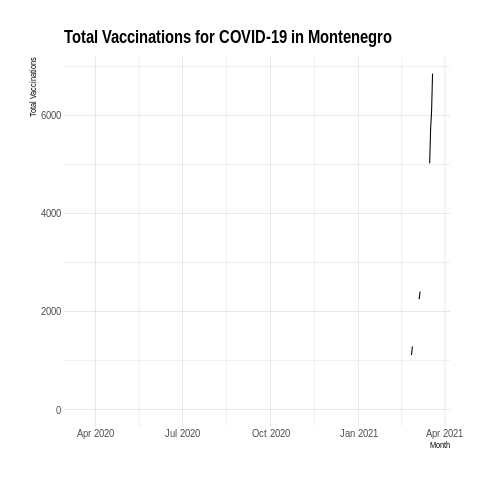 Total Vaccinations for COVID-19 in Montenegro
Total Vaccinations
6000
4000
2000
0
Apr 2020 Jul 2020 Oct 2020 Jan 2021 Apr 2021
Month